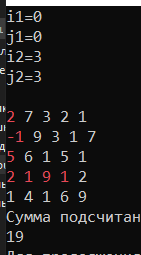 i1=0
j1=0
i2=3
j2=3
2 7 3 2 1
-1 9 3 1 7
5 6 1 5 1
2 1 9 1 2
1 4 1 6 9
Сумма подсчитан
19